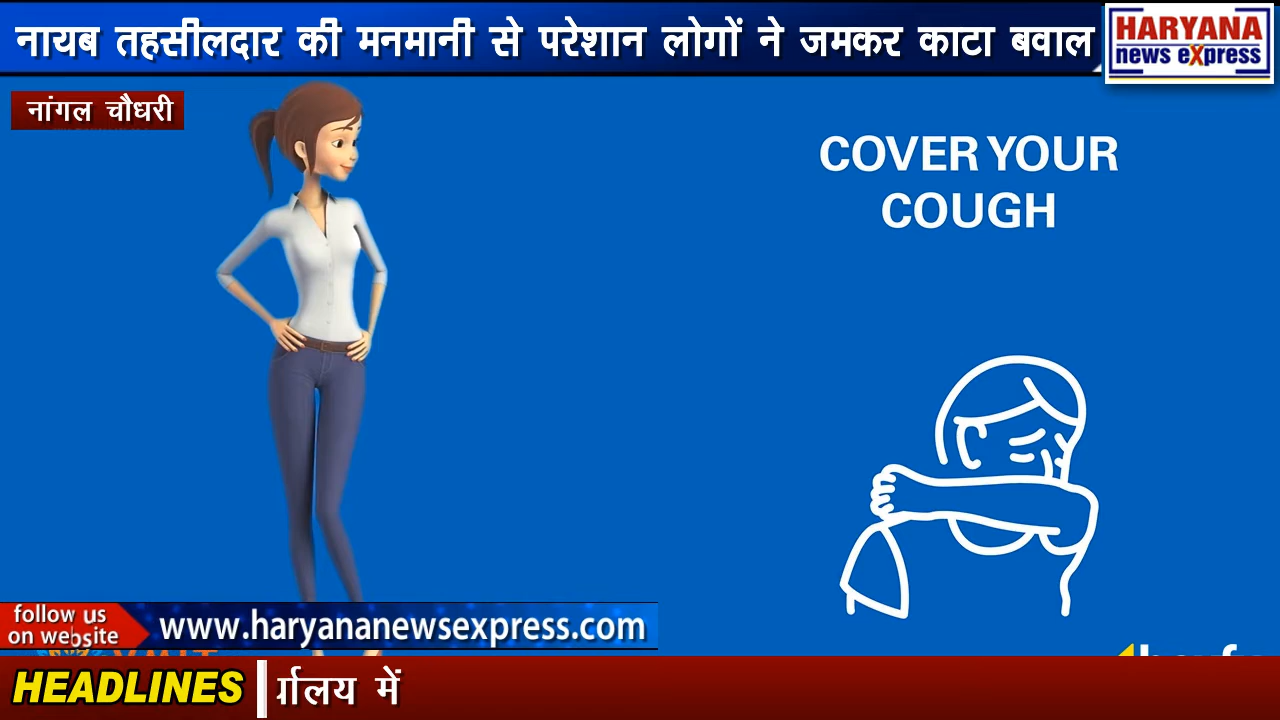 नायब तहसीलदार की मनमानी से परेशान लोगों ने जमकर काटा बवाल
HARYANA
news eXpress
नांगल चौधरी
COVER YOUR
COUGH
follow us
on website
www.haryananewsexpress.com
HEADLINES
में